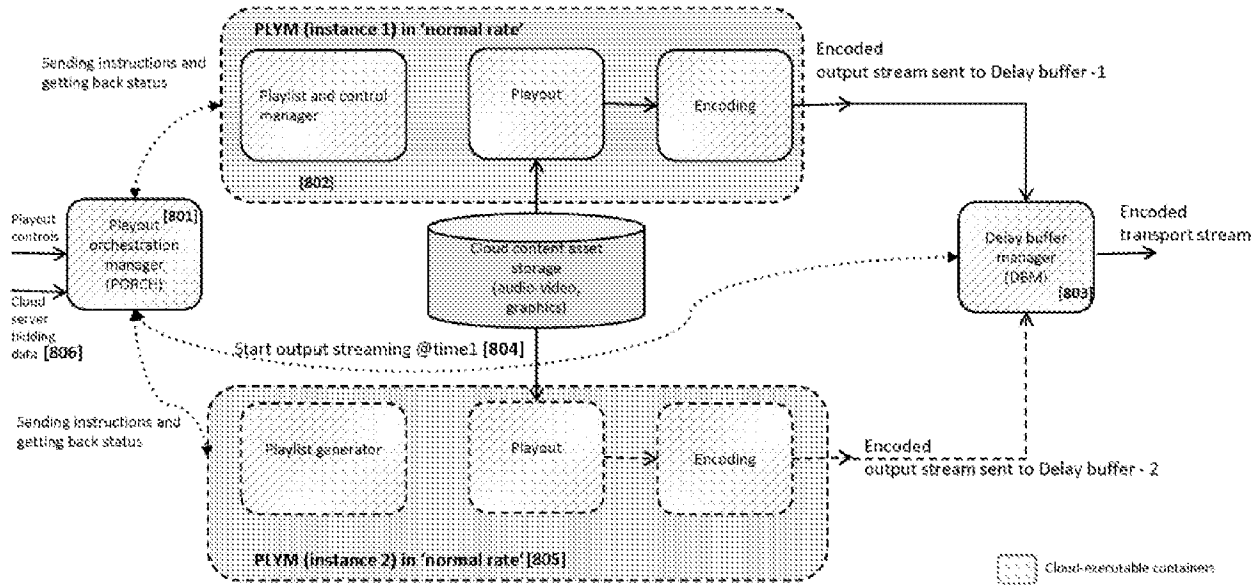 PLYM (instance 1) in 'normal rate'
Encoded
output stream sent to Delay buffer -1
Sending instructions and
getting back status
Playlist and control
manager
Playout
Encoding
[802]
[801]
Playout
controls
Playout
orchestration
manager
(PORCH)
Cloud content asset
storage
(audio video,
graphics)
Delay buffer
manager
(DBM)
[803]
Encoded
transport stream
Cloud
server
bidding
data [806]
Start output streaming @time1 [804]
Sending instructions and
getting back status
Playlist generator
Playout
Encoding
Encoded
output stream sent to Delay buffer - 2
PLYM (instance 2) in 'normal rate' [805]
Cloud-executable containers